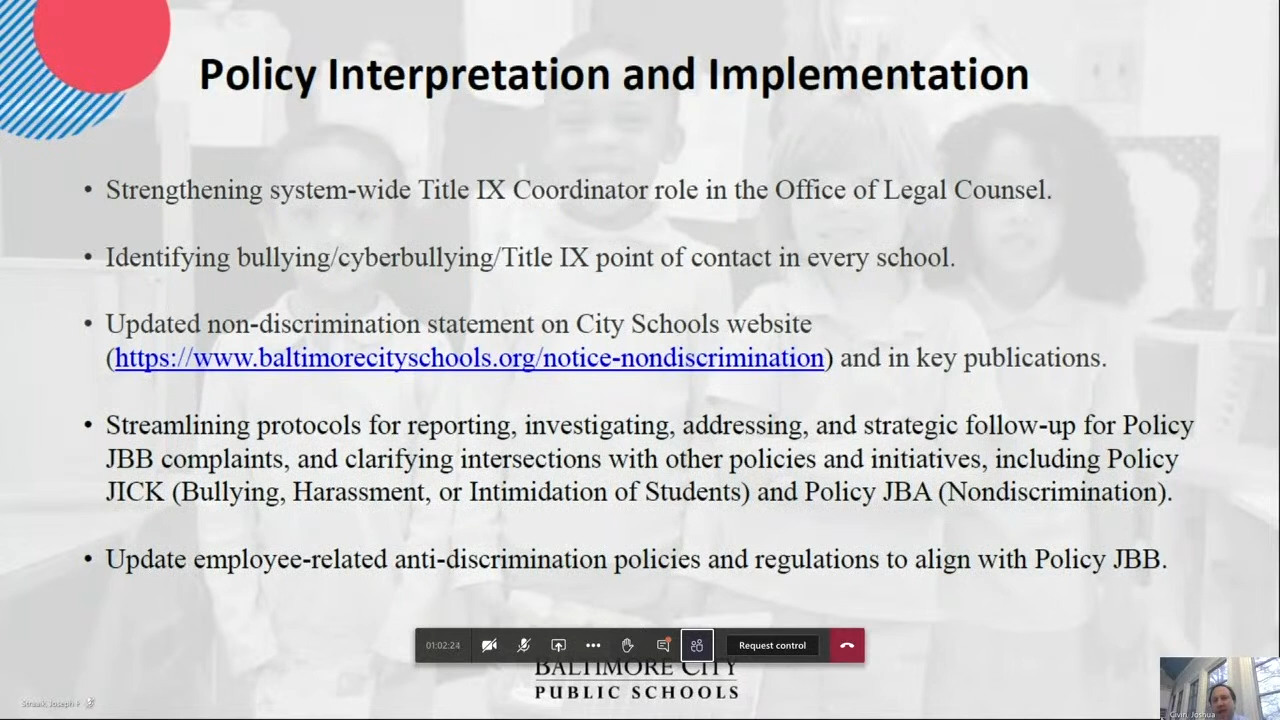 Policy Interpretation and Implementation
• Strengthening system-wide Title IX Coordinator role in the Office of Legal Counsel.
• Identifying bullying/cyberbullying/Title IX point of contact in every school.
• Updated non-discrimination statement on City Schools website
(https://www.baltimorecityschools.org/notice-nondiscrimination) and in key publications.
• Streamlining protocols for reporting, investigating, addressing, and strategic follow-up for Policy
JBB complaints, and clarifying intersections with other policies and initiatives, including Policy
JICK (Bullying, Harassment, or Intimidation of Students) and Policy JBA (Nondiscrimination).
• Update employee-related anti-discrimination policies and regulations to align with Policy JBB.
01:02:24
Request control
BALTIMORE CITY
PUBLIC SCHOOLS
Joseph
Civin, Joshua